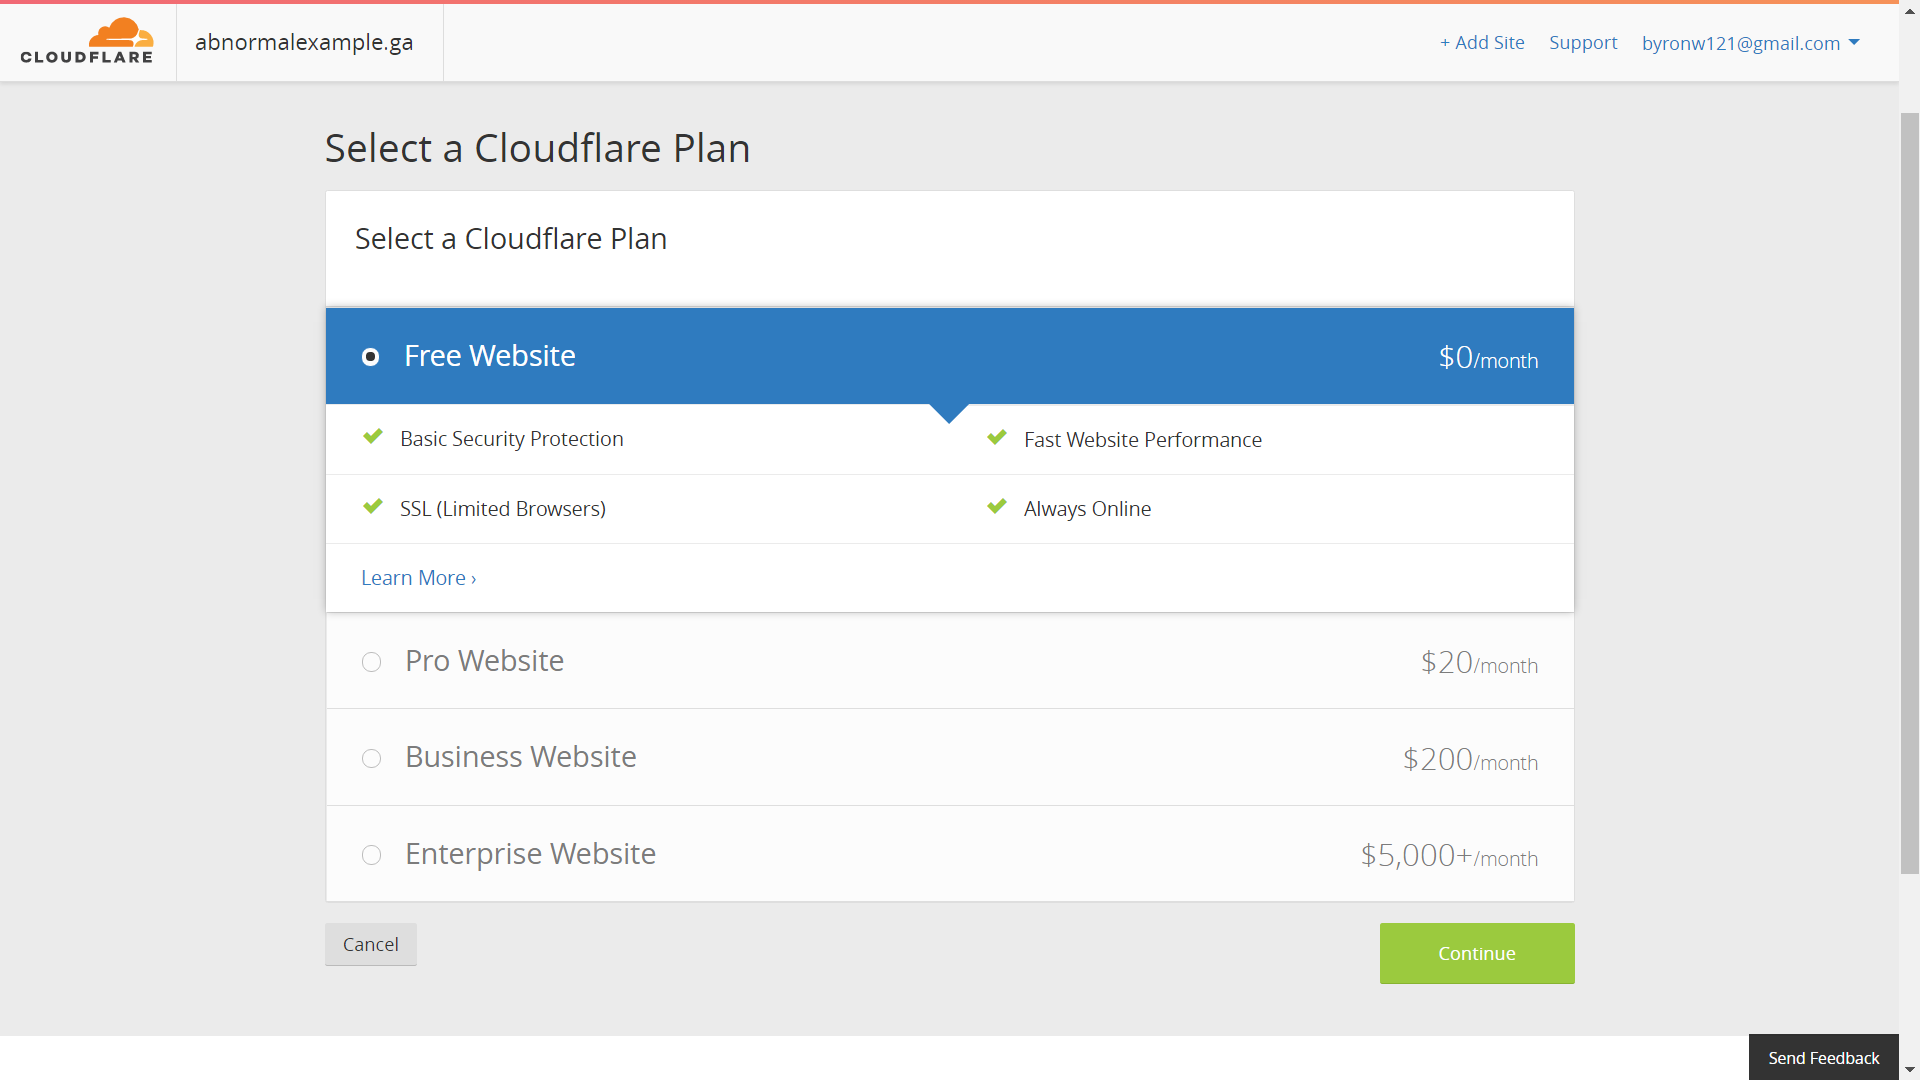 CLOUDFLARE
abnormalexample.ga
+ Add Site
Support
byronw121@gmail.com
Select a Cloudflare Plan
Select a Cloudflare Plan
Free Website
$0/month
Basic Security Protection
Fast Website Performance
SSL (Limited Browsers)
Always Online
Learn More ›
Pro Website
$20/month
Business Website
$200/month
Enterprise Website
$5,000+/month
Cancel
Continue
Send Feedback